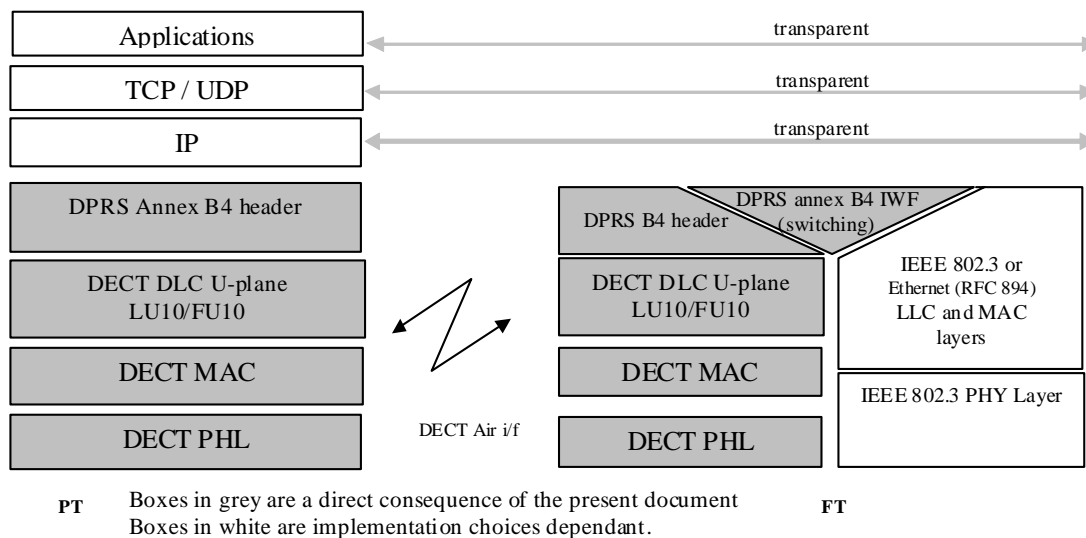 Applications
transparent
TCP / UDP
transparent
IP
transparent
DPRS Annex B4 header
DECT DLC U-plane
LU10/FU10
DECT MAC
DECT PHL
DECT Air i/f
DPRS B4 header
DPRS annex B4 IWF
(switching)
DECT DLC U-plane
LU10/FU10
DECT MAC
DECT PHL
IEEE 802.3 or
Ethernet (RFC 894)
LLC and MAC
layers
IEEE 802.3 PHY Layer
PT
Boxes in grey are a direct consequence of the present document
Boxes in white are implementation choices dependant.
FT